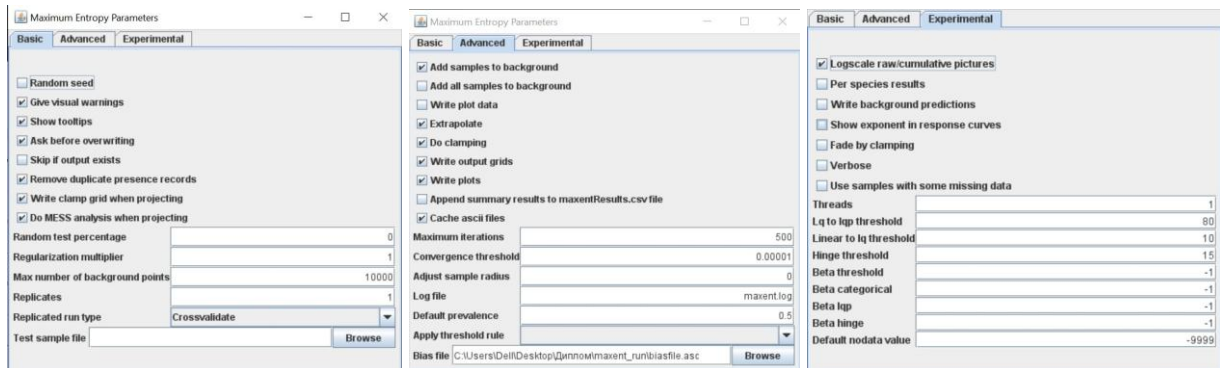 Maximum Entropy Parameters
Basic Advanced Experimental
Random seed
Give visual warnings
Show tooltips
Ask before overwriting
Skip if output exists
Remove duplicate presence records
Write clamp grid when projecting
Do MESS analysis when projecting
Random test percentage 0
Regularization multiplier 1
Max number of background points 10000
Replicates 1
Replicated run type Crossvalidate
Test sample file Browse
Maximum Entropy Parameters
Basic Advanced Experimental
Add samples to background
Add all samples to background
Write plot data
Extrapolate
Do clamping
Write output grids
Write plots
Append summary results to maxentResults.csv file
Cache ascii files
Maximum iterations 500
Convergence threshold 0.00001
Adjust sample radius 0
Log file maxent.log
Default prevalence 0.5
Apply threshold rule
Bias file C:\Users\Dell\Desktop\Диплом\maxent_run\biasfile.asc Browse
Basic Advanced Experimental
Logscale raw/cumulative pictures
Per species results
Write background predictions
Show exponent in response curves
Fade by clamping
Verbose
Use samples with some missing data
Threads 1
Lq to lqp threshold 80
Linear to lq threshold 10
Hinge threshold 15
Beta threshold -1
Beta categorical -1
Beta lqp -1
Beta hinge -1
Default nodata value -9999